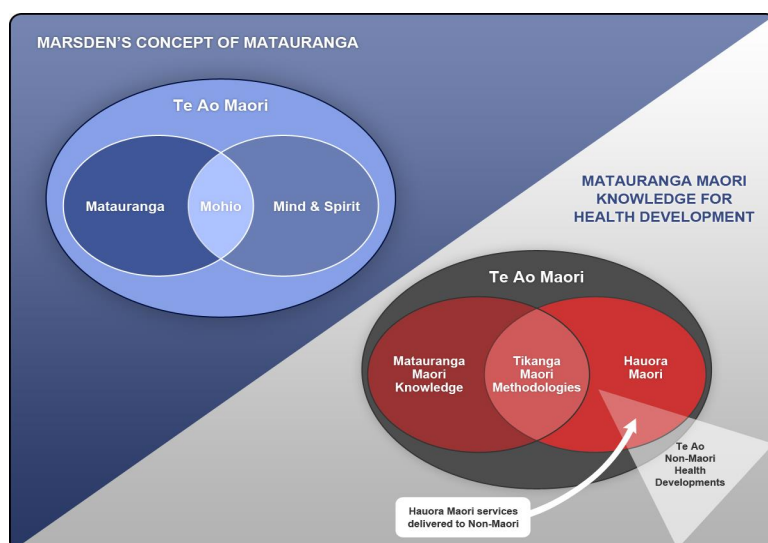 MARSDEN'S CONCEPT OF MATAURANGA
Te Ao Maori
Matauranga
Mohio
Mind & Spirit
MATAURANGA MAORI
KNOWLEDGE FOR
HEALTH DEVELOPMENT
Te Ao Maori
Matauranga
Maori
Knowledge
Tikanga
Maori
Methodologies
Hauora
Maori
Te Ao
Non-Maori
Health
Developments
Hauora Maori services
delivered to Non-Maori